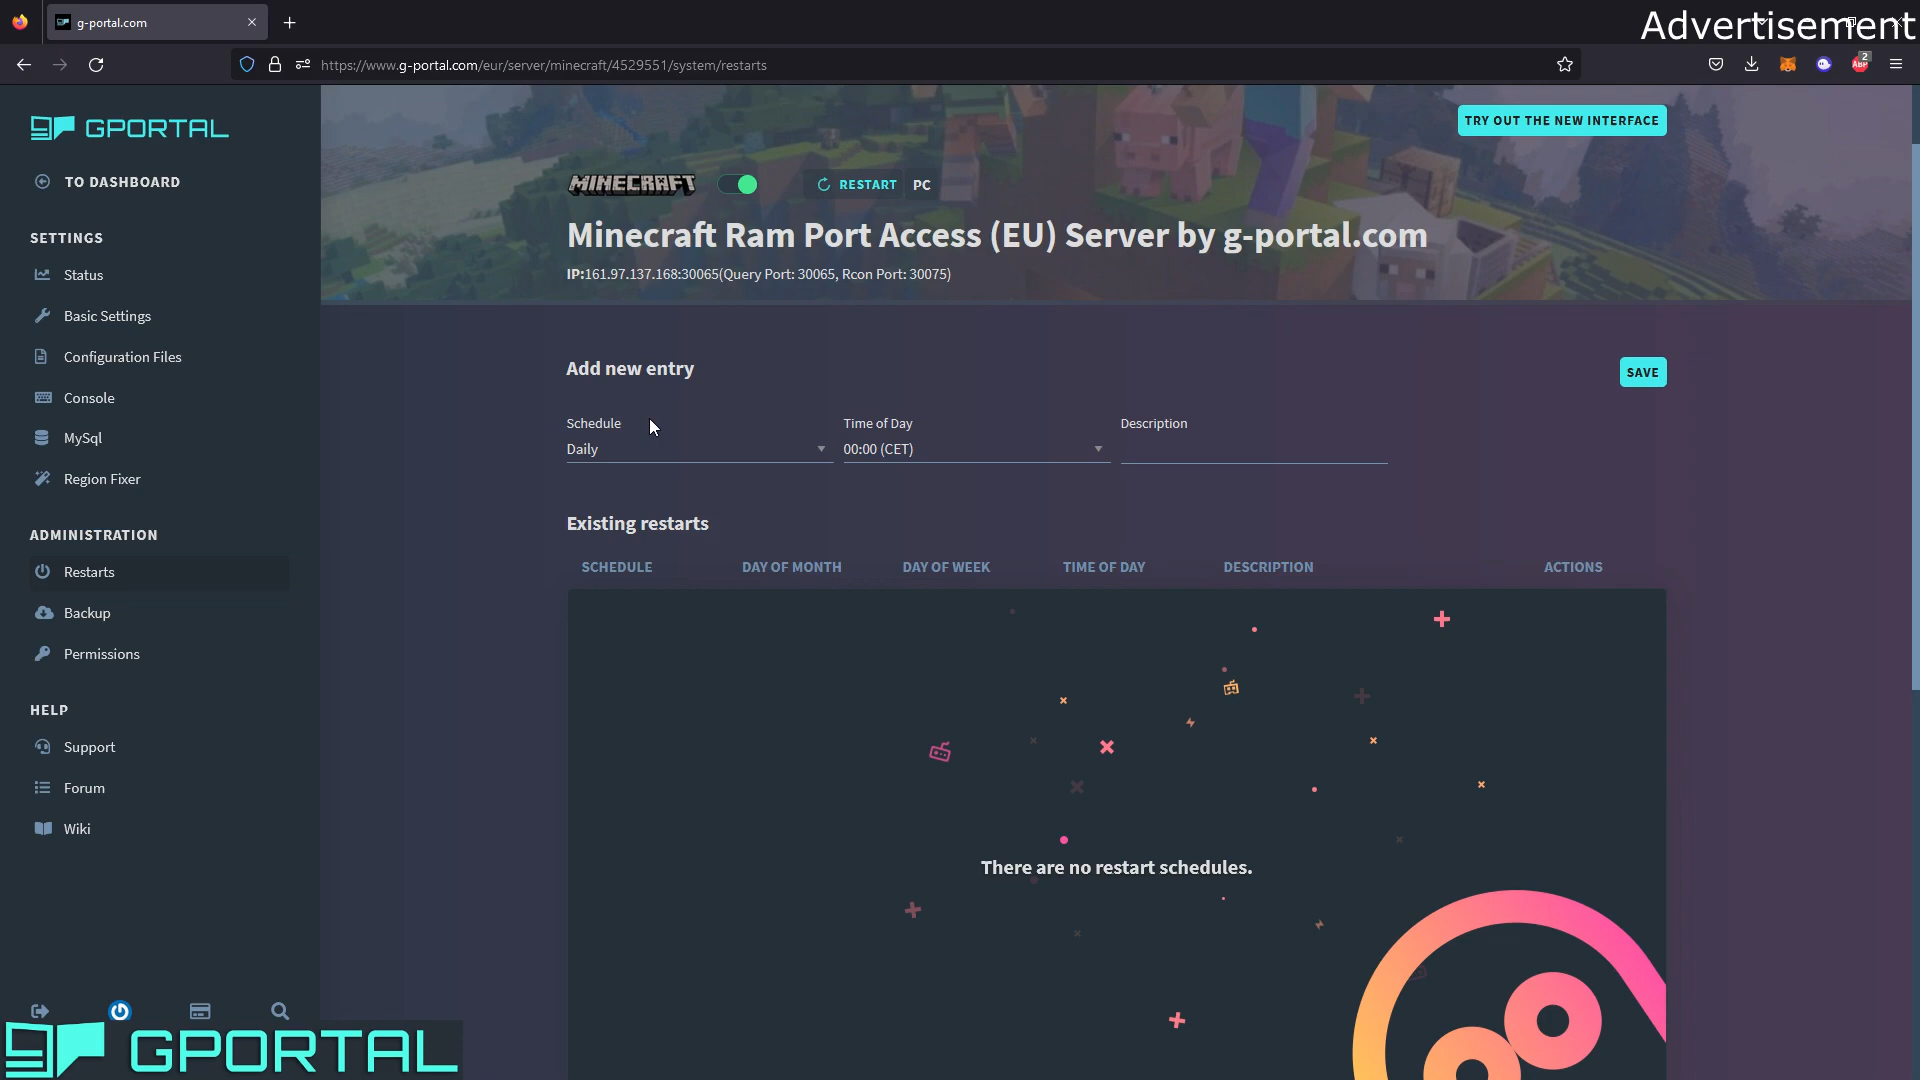 g-portal.com
Advertisement
https://www.g-portal.com/eur/server/minecraft/4529551/system/restarts
2
ABP
GPORTAL
TRY OUT THE NEW INTERFACE
TO DASHBOARD
MINECRAFT
RESTART
PC
SETTINGS
Minecraft Ram Port Access (EU) Server by g-portal.com
IP:161.97.137.168:30065(Query Port: 30065, Rcon Port: 30075)
Status
Basic Settings
Configuration Files
Console
MySql
Region Fixer
ADMINISTRATION
Restarts
Backup
Permissions
HELP
Support
Forum
Wiki
Add new entry
SAVE
Schedule
Time of Day
Description
Daily
00:00 (CET)
Existing restarts
SCHEDULE
DAY OF MONTH
DAY OF WEEK
TIME OF DAY
DESCRIPTION
ACTIONS
There are no restart schedules.
GPORTAL